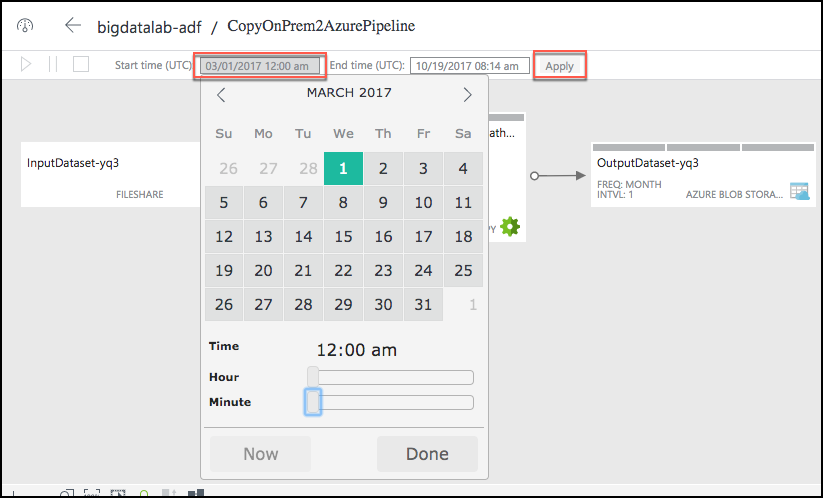 bigdatalab-adf / CopyOnPrem2AzurePipeline
Start time (UTC) 03/01/2017 12:00 am End time (UTC): 10/19/2017 08:14 am Apply
MARCH 2017
Su Mo Tu We Th Fr Sa
26 27 28 1 2 3 4
5 6 7 8 9 10 11
12 13 14 15 16 17 18
19 20 21 22 23 24 25
26 27 28 29 30 31 1
Time 12:00 am
Hour
Minute
Now Done
InputDataset-yq3
FILESHARE
ath...
PY
OutputDataset-yq3
FREQ: MONTH
INTVL: 1 AZURE BLOB STORA...